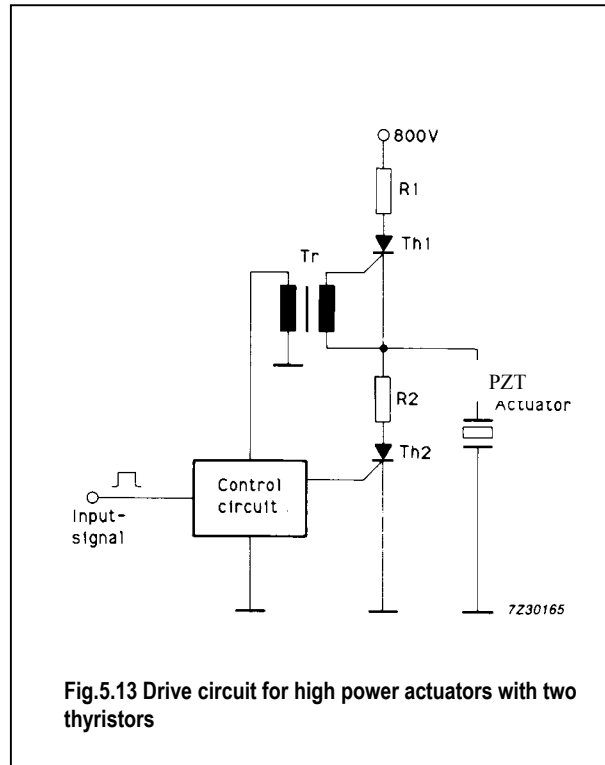 800V
R1
Th1
Tr
R2
PZT
Actuator
Th2
Control
circuit
Input-
signal
7Z30165
Fig.5.13 Drive circuit for high power actuators with two
thyristors